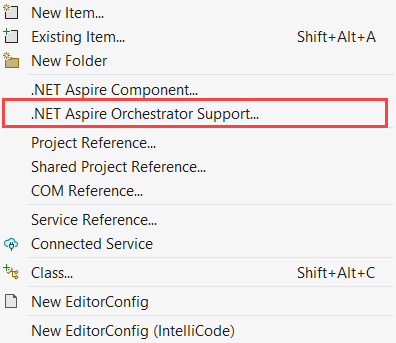 New Item...
Existing Item... Shift+Alt+A
New Folder
.NET Aspire Component...
.NET Aspire Orchestrator Support...
Project Reference...
Shared Project Reference...
COM Reference...
Service Reference...
Connected Service
Class... Shift+Alt+C
New EditorConfig
New EditorConfig (IntelliCode)